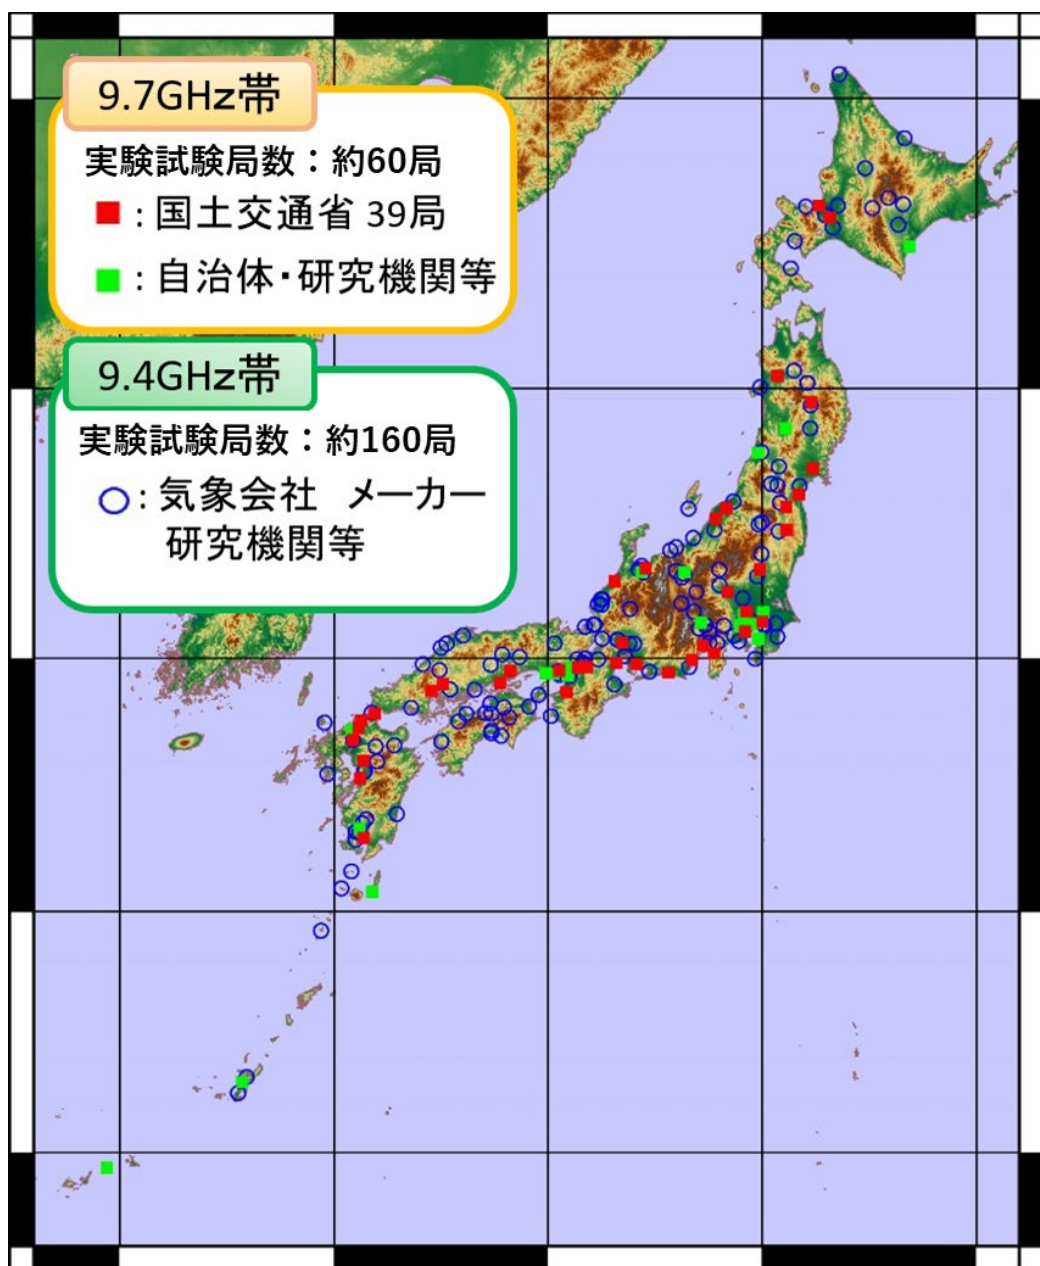 9.7GHz帯
実験試験局数：約60局
：国土交通省 39局
：自治体・研究機関等
9.4GHz帯
実験試験局数：約160局
：気象会社　メーカー
研究機関等